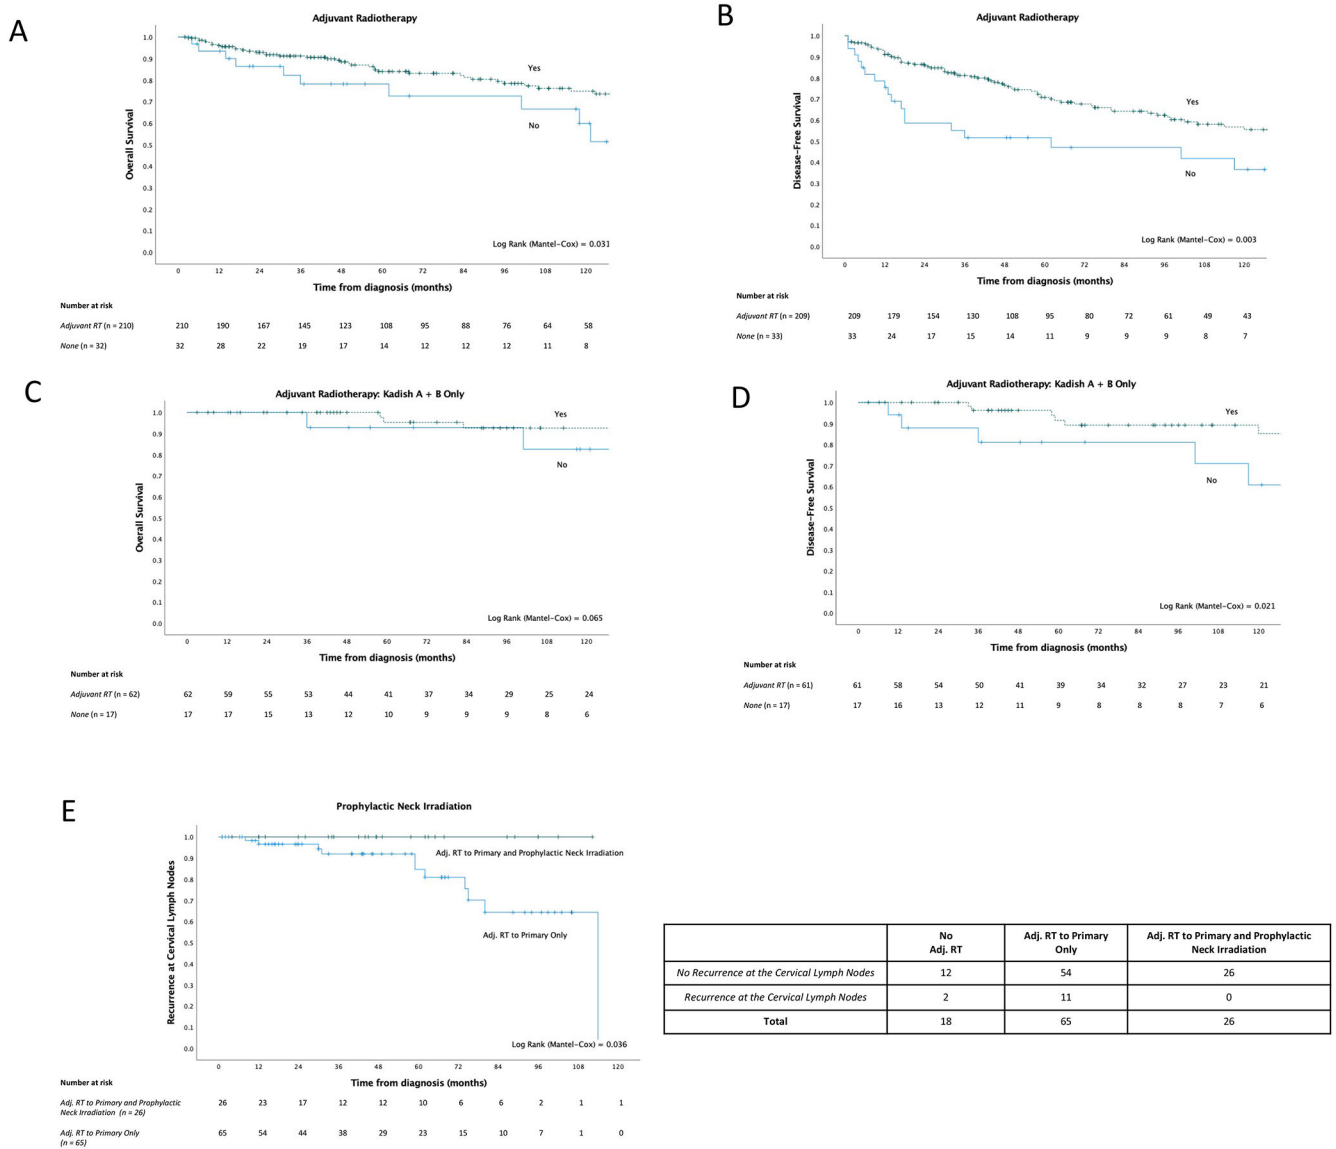 A
Adjuvant Radiotherapy
Overall Survival
1.0
0.9
0.8
0.7
0.6
0.5
0.4
0.3
0.2
0.1
0.0
Yes
No
Log Rank (Mantel-Cox) = 0.031
0 12 24 36 48 60 72 84 96 108 120
Time from diagnosis (months)
Number at risk
Adjuvant RT (n = 210) 210 190 167 145 123 108 95 88 76 64 58
None (n = 32) 32 28 22 19 17 14 12 12 12 11 8
B
Adjuvant Radiotherapy
Disease-Free Survival
1.0
0.9
0.8
0.7
0.6
0.5
0.4
0.3
0.2
0.1
0.0
Yes
No
Log Rank (Mantel-Cox) = 0.003
0 12 24 36 48 60 72 84 96 108 120
Time from diagnosis (months)
Number at risk
Adjuvant RT (n = 209) 209 179 154 130 108 95 80 72 61 49 43
None (n = 33) 33 24 17 15 14 11 9 9 9 8 7
C
Adjuvant Radiotherapy: Kadish A + B Only
Overall Survival
1.0
0.9
0.8
0.7
0.6
0.5
0.4
0.3
0.2
0.1
0.0
Yes
No
Log Rank (Mantel-Cox) = 0.065
0 12 24 36 48 60 72 84 96 108 120
Time from diagnosis (months)
Number at risk
Adjuvant RT (n = 62) 62 59 55 53 44 41 37 34 29 25 24
None (n = 17) 17 17 15 13 12 10 9 9 9 8 6
D
Adjuvant Radiotherapy: Kadish A + B Only
Disease-Free Survival
1.0
0.9
0.8
0.7
0.6
0.5
0.4
0.3
0.2
0.1
0.0
Yes
No
Log Rank (Mantel-Cox) = 0.021
0 12 24 36 48 60 72 84 96 108 120
Time from diagnosis (months)
Number at risk
Adjuvant RT (n = 61) 61 58 54 50 41 39 34 32 27 23 21
None (n = 17) 17 16 13 12 11 9 8 8 8 7 6
E
Prophylactic Neck Irradiation
Recurrence at Cervical Lymph Nodes
1.0
0.9
0.8
0.7
0.6
0.5
0.4
0.3
0.2
0.1
0.0
Adj. RT to Primary and Prophylactic Neck Irradiation
Adj. RT to Primary Only
Log Rank (Mantel-Cox) = 0.036
0 12 24 36 48 60 72 84 96 108 120
Time from diagnosis (months)
Number at risk
Adj. RT to Primary and Prophylactic
Neck Irradiation (n = 26) 26 23 17 12 12 10 6 6 2 1 1
Adj. RT to Primary Only
(n = 65) 65 54 44 38 29 23 15 10 7 1 0
No
Adj. RT
Adj. RT to Primary
Only
Adj. RT to Primary and Prophylactic
Neck Irradiation
No Recurrence at the Cervical Lymph Nodes 12 54 26
Recurrence at the Cervical Lymph Nodes 2 11 0
Total 18 65 26